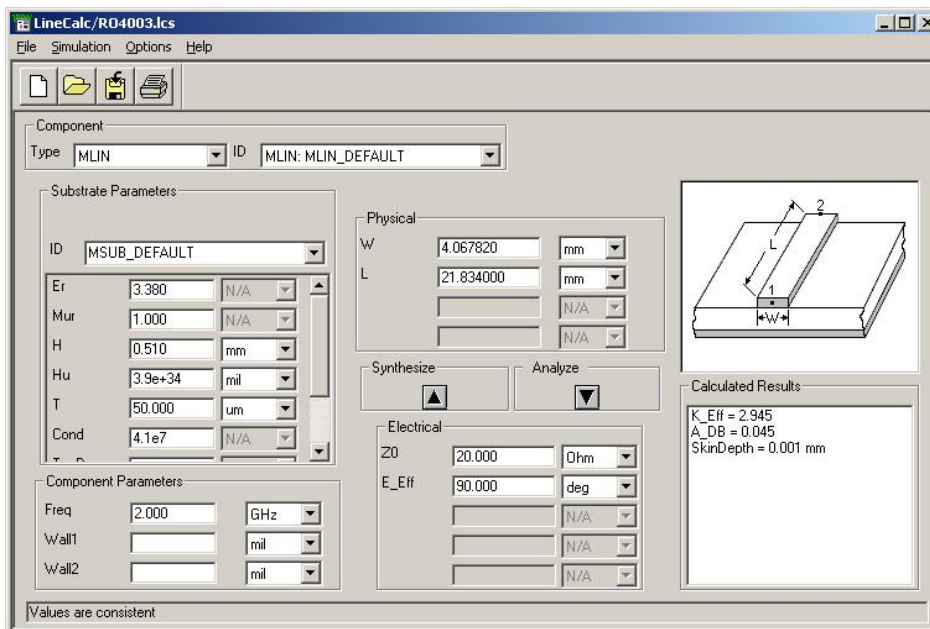 LineCalc/RO4003.lcs
File Simulation Options Help
Component
Type MLIN ID MLIN: MLIN_DEFAULT
Substrate Parameters
ID MSUB_DEFAULT
Er 3.380 N/A
Mur 1.000 N/A
H 0.510 mm
Hu 3.9e+34 mil
T 50.000 um
Cond 4.1e7 N/A
Component Parameters
Freq 2.000 GHz
Wall1 mil
Wall2 mil
Physical
W 4.067820 mm
L 21.834000 mm
N/A
N/A
Synthesize Analyze
Electrical
Z0 20.000 Ohm
E_Eff 90.000 deg
N/A
N/A
N/A
2
L
1
W
Calculated Results
K_Eff = 2.945
A_DB = 0.045
SkinDepth = 0.001 mm
Values are consistent